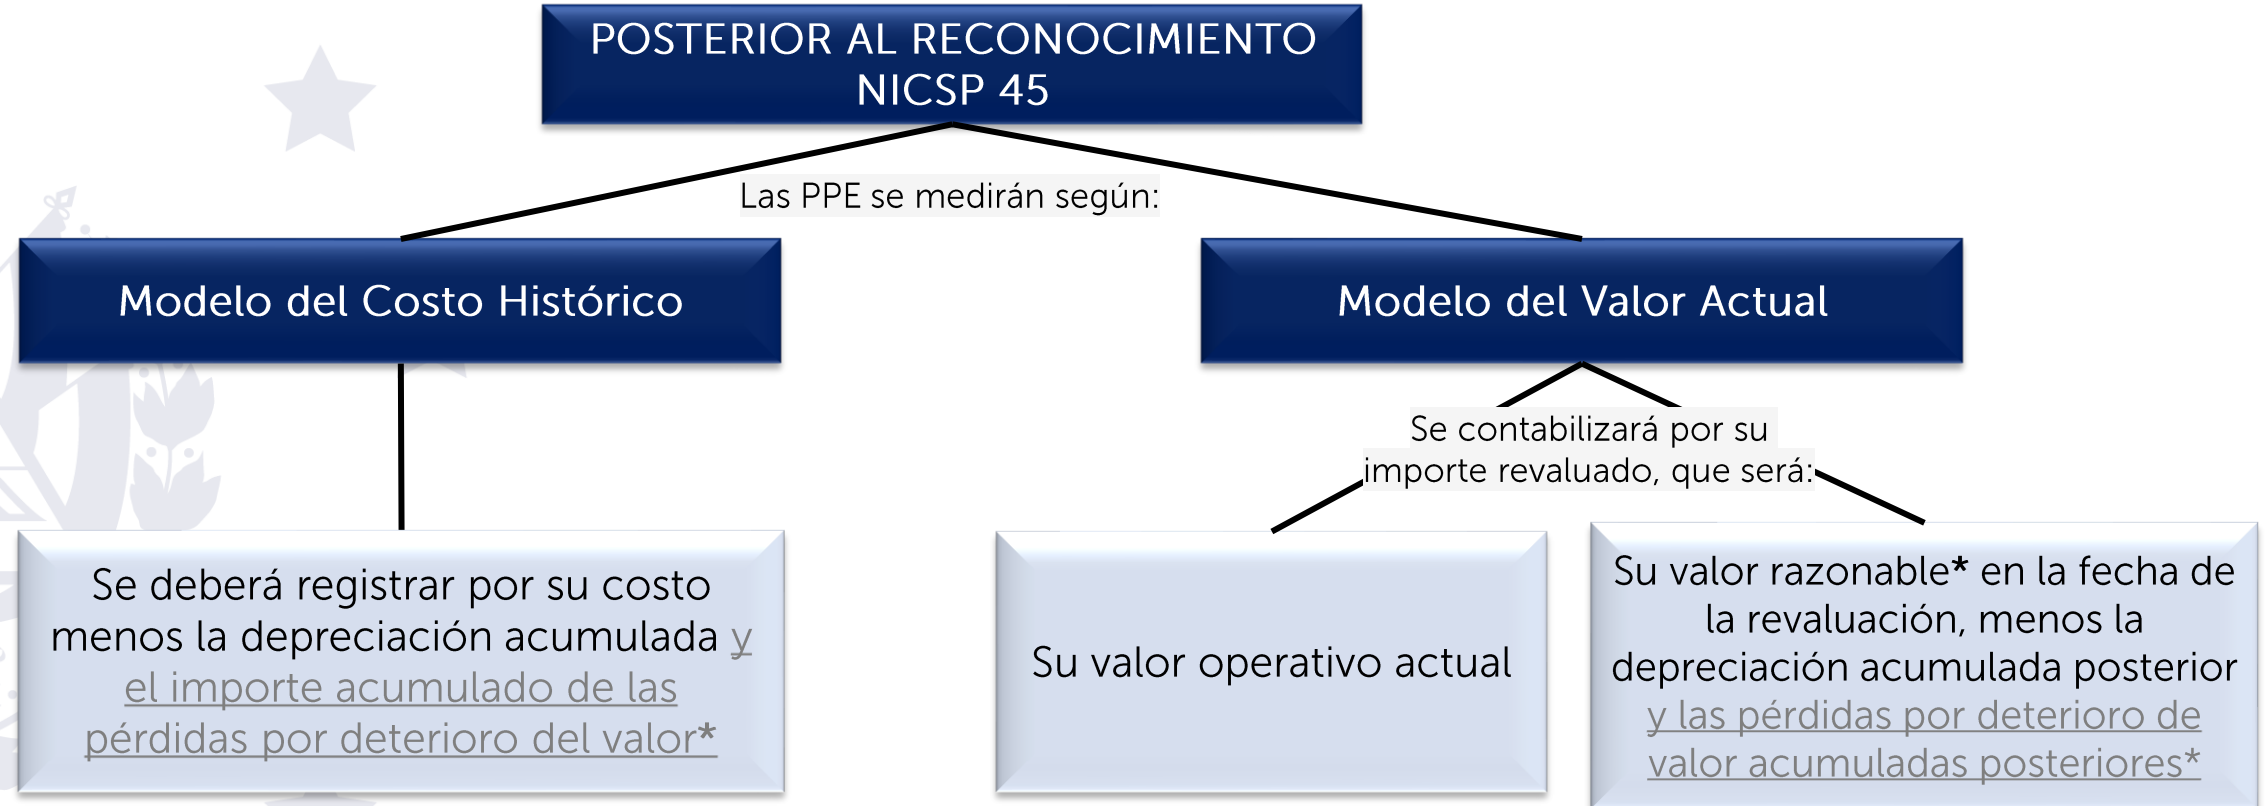 POSTERIOR AL RECONOCIMIENTO
NICSP 45
Las PPE se medirán según:
Modelo del Costo Histórico
Modelo del Valor Actual
Se contabilizará por su
importe revaluado, que será:
Se deberá registrar por su costo
menos la depreciación acumulada y
el importe acumulado de las
pérdidas por deterioro del valor*
Su valor operativo actual
Su valor razonable* en la fecha de
la revaluación, menos la
depreciación acumulada posterior
y las pérdidas por deterioro de
valor acumuladas posteriores*